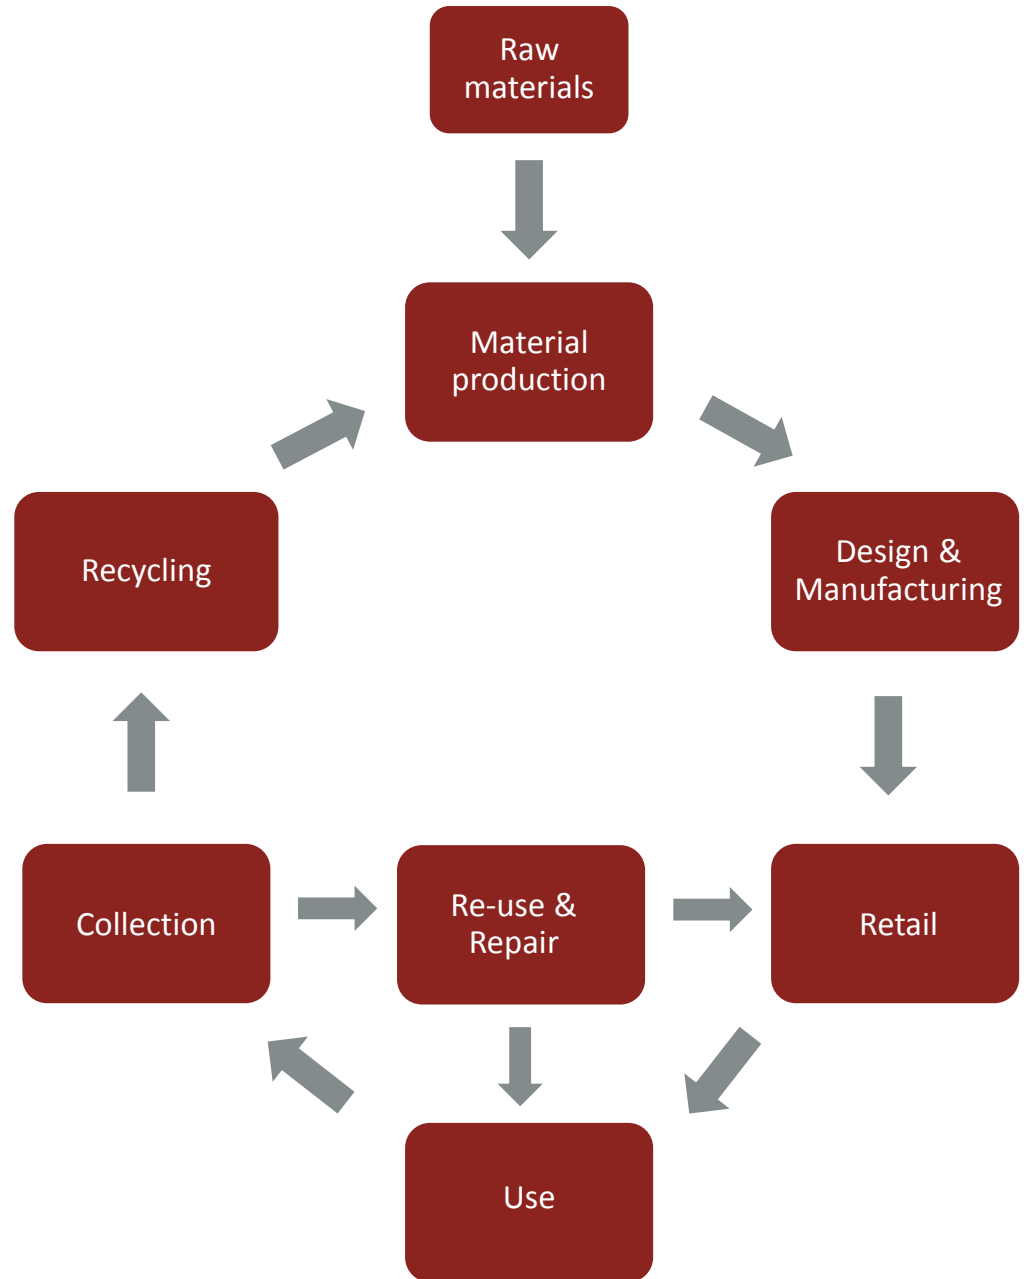 Raw
materials
Material
production
Recycling
Design &
Manufacturing
Collection
Re-use &
Repair
Retail
Use